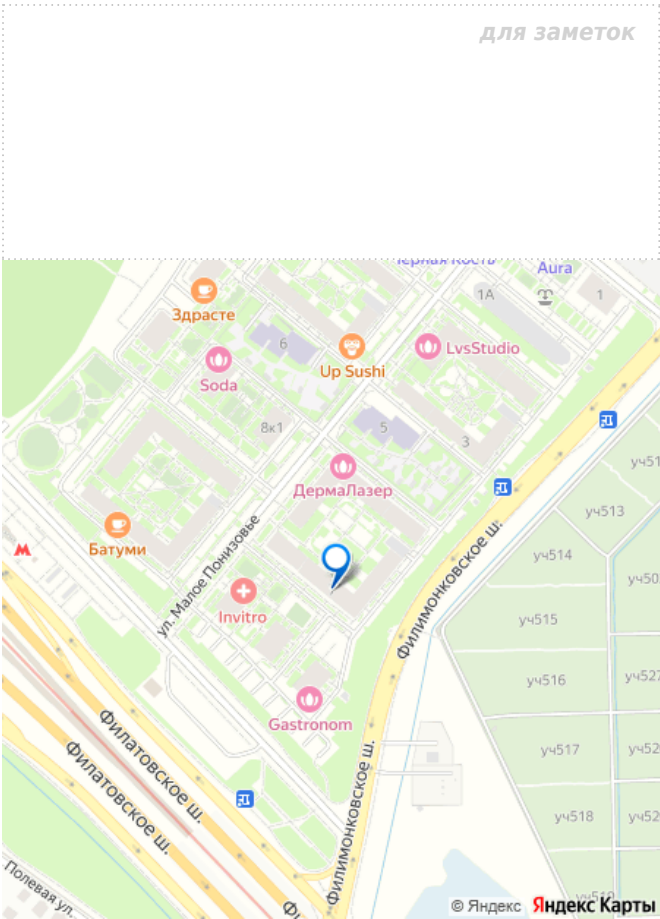 для заметок
Черная Кость
Aura
1А
1
Здрасте
6
Up Sushi
LvsStudio
Soda
8к1
5
3
ДермаЛазер
уч513
Батуми
уч514
ул. Малое Понизовье
Invitro
Филимонковское ш.
уч515
уч516
уч527
Gastronom
Филатовское ш.
Филатовское ш.
Филимонковское ш.
уч517
уч518
Полевая ул.
уч519
© Яндекс
Яндекс Карты